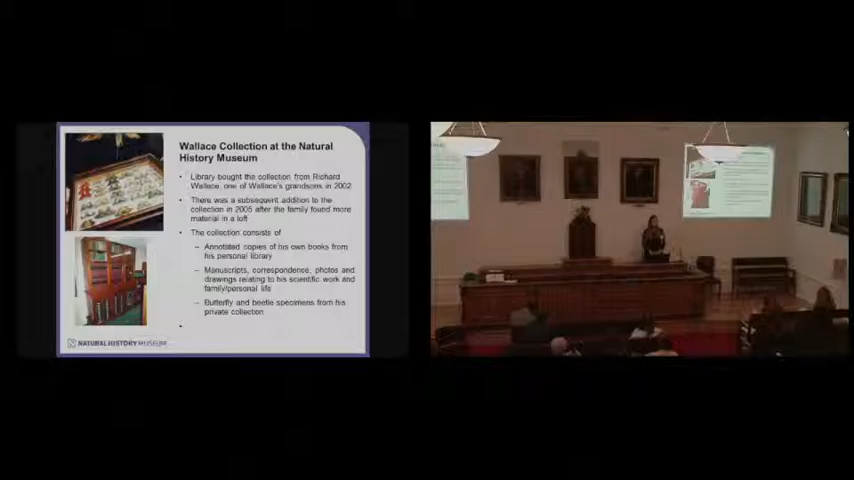 Wallace Collection at the Natural
History Museum
• Library bought the collection from Richard
Wallace, one of Wallace's grandsons in 2002
• There was a subsequent addition to the
collection in 2005 after the family found more
material in a loft
• The collection consists of
– Annotated copies of his own books from
his personal library
– Manuscripts, correspondence, photos and
drawings relating to his scientific work and
family/personal life
– Butterfly and beetle specimens from his
private collection
•
NATURAL HISTORY MUSEUM